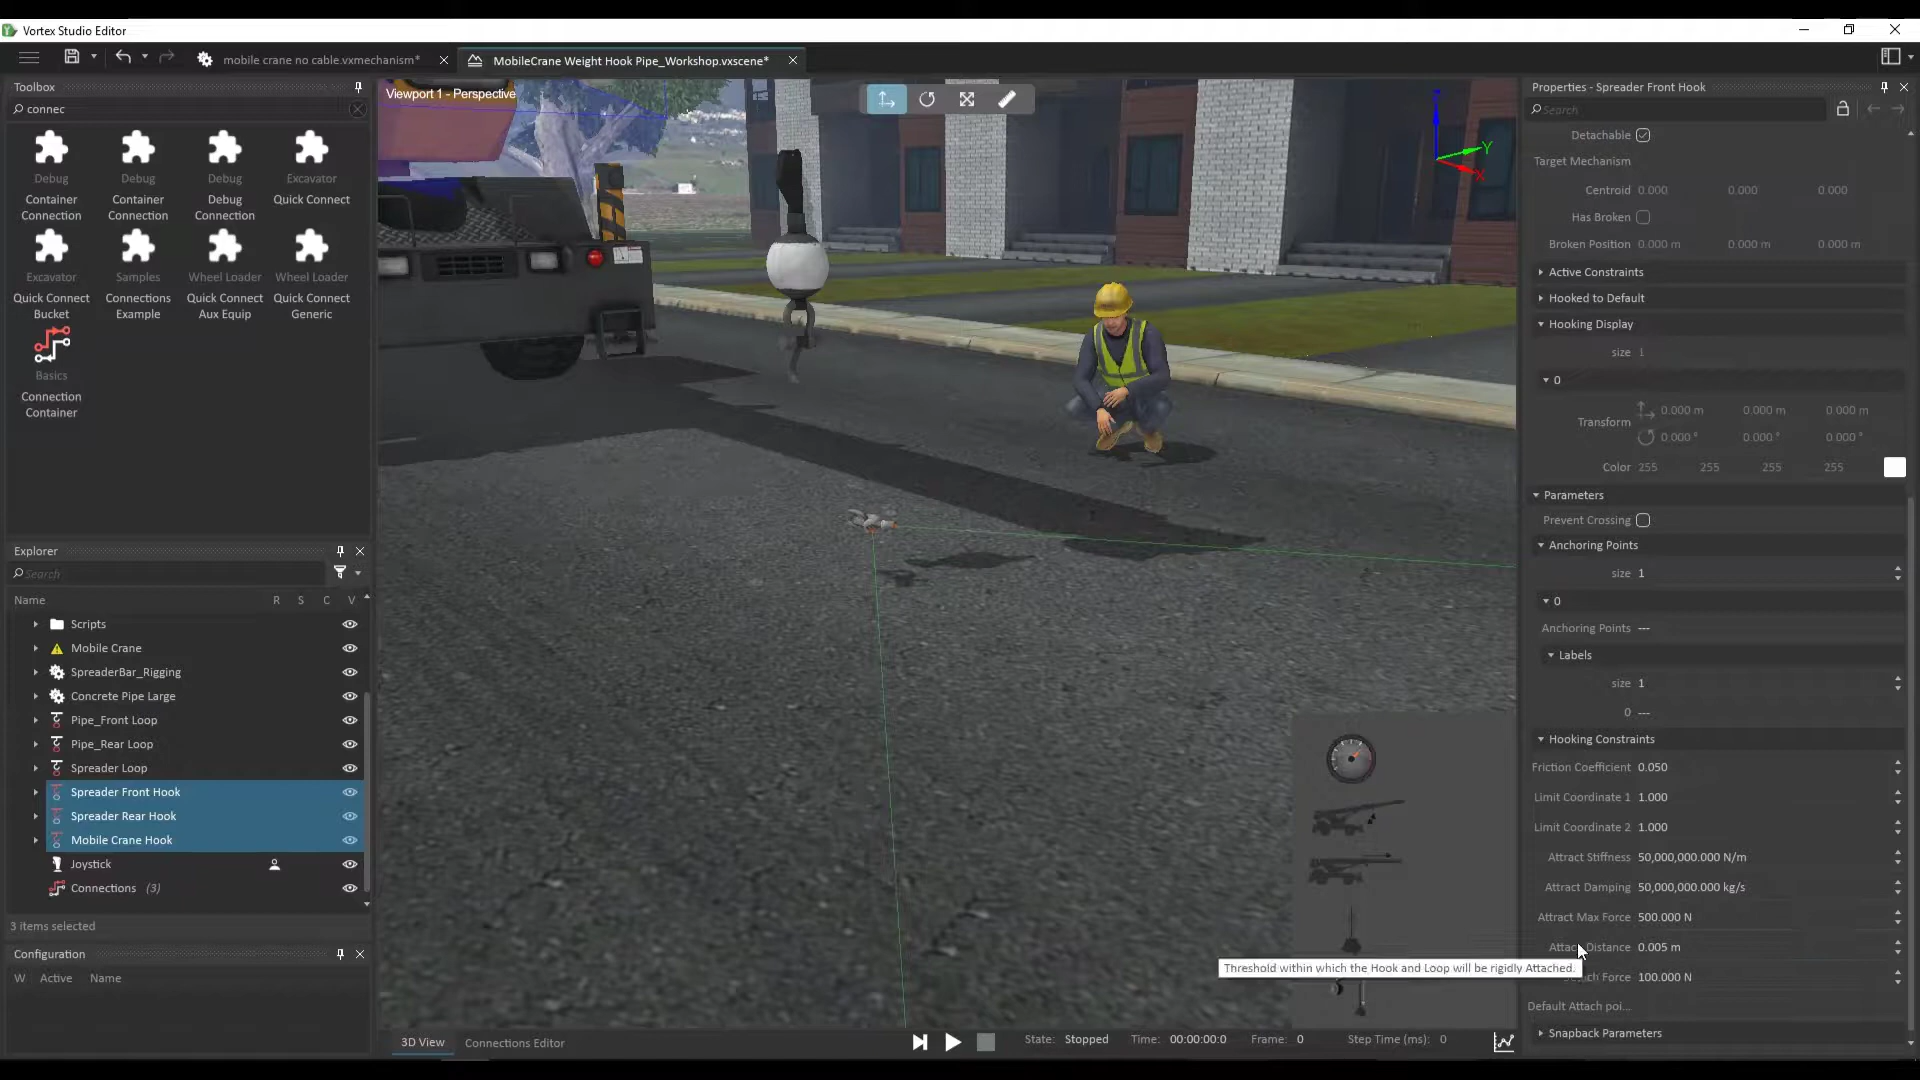 Vortex Studio Editor
mobile crane no cable.vxmechanism*
MobileCrane Weight Hook Pipe_Workshop.vxscene*
Toolbox
connec
Debug
Container
Connection
Debug
Container
Connection
Debug
Debug
Connection
Excavator
Quick Connect
Excavator
Quick Connect
Bucket
Samples
Connections
Example
Wheel Loader
Quick Connect
Aux Equip
Wheel Loader
Quick Connect
Generic
Basics
Connection
Container
Explorer
Search
Name R S C V
Scripts
Mobile Crane
SpreaderBar_Rigging
Concrete Pipe Large
Pipe_Front Loop
Pipe_Rear Loop
Spreader Loop
Spreader Front Hook
Spreader Rear Hook
Mobile Crane Hook
Joystick
Connections (3)
3 items selected
Configuration
W Active Name
Viewport 1 - Perspective
Y
X
Threshold within which the Hook and Loop will be rigidly Attached.
3D View Connections Editor
State: Stopped Time: 00:00:00:0 Frame: 0 Step Time (ms): 0
Properties - Spreader Front Hook
Search
Detachable
Target Mechanism
Centroid 0.000 0.000 0.000
Has Broken
Broken Position 0.000 m 0.000 m 0.000 m
Active Constraints
Hooked to Default
Hooking Display
size 1
0
Transform
0.000 m 0.000 m 0.000 m
0.000 ° 0.000 ° 0.000 °
Color 255 255 255 255
Parameters
Prevent Crossing
Anchoring Points
size 1
0
Anchoring Points ---
Labels
size 1
0 ---
Hooking Constraints
Friction Coefficient 0.050
Limit Coordinate 1 1.000
Limit Coordinate 2 1.000
Attract Stiffness 50,000,000.000 N/m
Attract Damping 50,000,000.000 kg/s
Attract Max Force 500.000 N
Attach Distance 0.005 m
ch Force 100.000 N
Default Attach poi...
Snapback Parameters